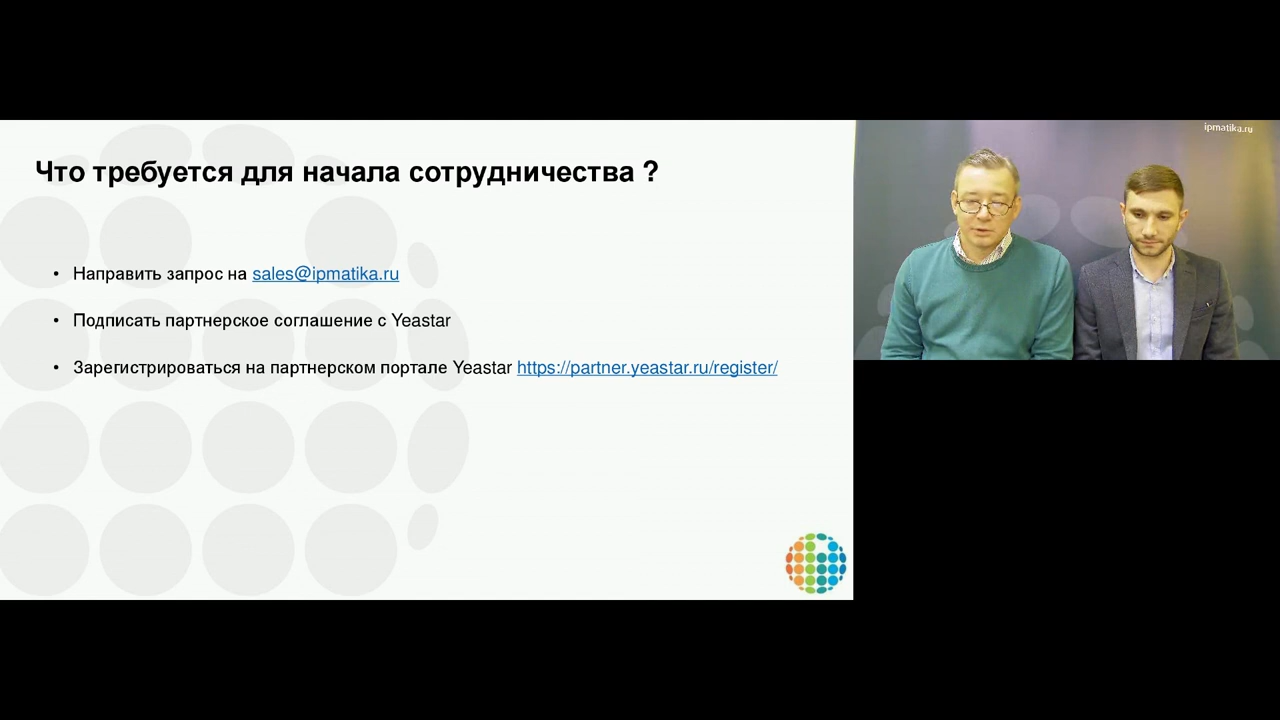 Что требуется для начала сотрудничества ?
• Направить запрос на sales@ipmatika.ru
• Подписать партнерское соглашение с Yeastar
• Зарегистрироваться на партнерском портале Yeastar https://partner.yeastar.ru/register/
ipmatika.ru